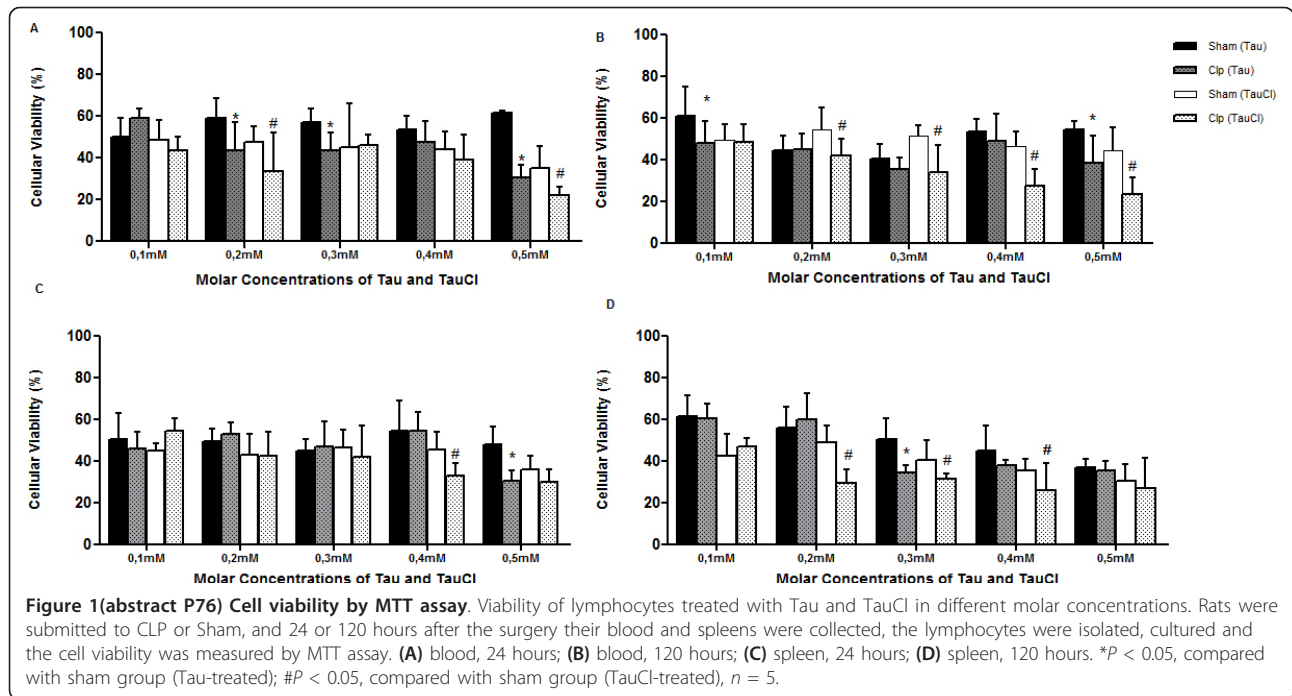 A
100
80
60
40
20
0
Cellular Viability (%)
* # * * #
0,1mM 0,2mM 0,3mM 0,4mM 0,5mM
Molar Concentrations of Tau and TauCl
B
100
80
60
40
20
0
Cellular Viability (%)
* # # # * #
0,1mM 0,2mM 0,3mM 0,4mM 0,5mM
Molar Concentrations of Tau and TauCl
Sham (Tau)
Clp (Tau)
Sham (TauCl)
Clp (TauCl)
C
100
80
60
40
20
0
Cellular Viability (%)
# *
0,1mM 0,2mM 0,3mM 0,4mM 0,5mM
Molar Concentrations of Tau and TauCl
D
100
80
60
40
20
0
Cellular Viability (%)
# * # #
0,1mM 0,2mM 0,3mM 0,4mM 0,5mM
Molar Concentrations of Tau and TauCl
Figure 1(abstract P76) Cell viability by MTT assay. Viability of lymphocytes treated with Tau and TauCl in different molar concentrations. Rats were
submitted to CLP or Sham, and 24 or 120 hours after the surgery their blood and spleens were collected, the lymphocytes were isolated, cultured and
the cell viability was measured by MTT assay. (A) blood, 24 hours; (B) blood, 120 hours; (C) spleen, 24 hours; (D) spleen, 120 hours. *P < 0.05, compared
with sham group (Tau-treated); #P < 0.05, compared with sham group (TauCl-treated), n = 5.